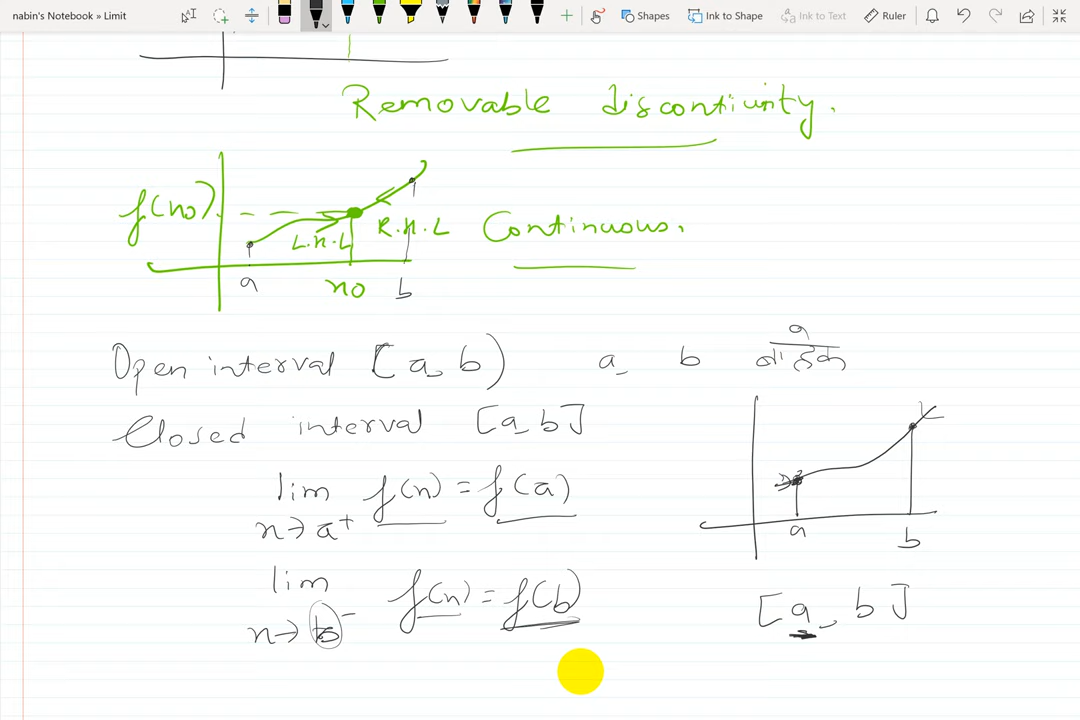 nabin's Notebook » Limit
Shapes Ink to Shape Ink to Text Ruler
Removable discontinuity.
f(x0)
L.H.L R.H.L Continuous.
a x0 b
Open interval [a, b) a, b
Closed interval [a, b]
lim f(x) = f(a)
x→a+
a b
lim f(x) = f(b)
x→b−
[a, b]